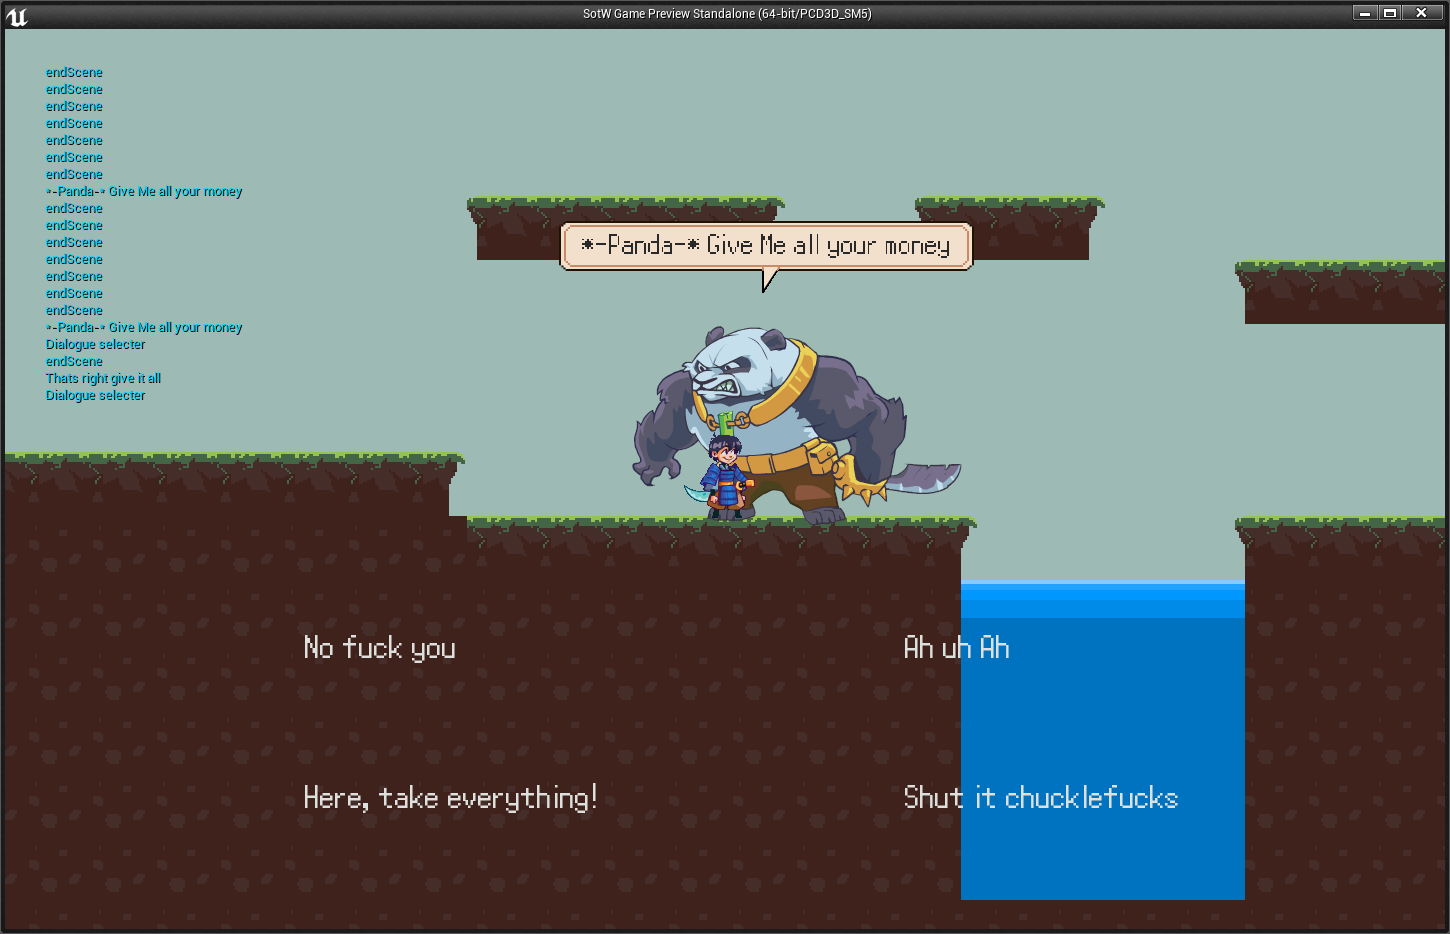 SotW Game Preview Standalone (64-bit/PCD3D_SM5)
endScene
endScene
endScene
endScene
endScene
endScene
endScene
*-Panda-* Give Me all your money
endScene
endScene
endScene
endScene
endScene
endScene
endScene
*-Panda-* Give Me all your money
Dialogue selecter
endScene
Thats right give it all
Dialogue selecter
*-Panda-* Give Me all your money
No fuck you
Ah uh Ah
Here, take everything!
Shut it chucklefucks